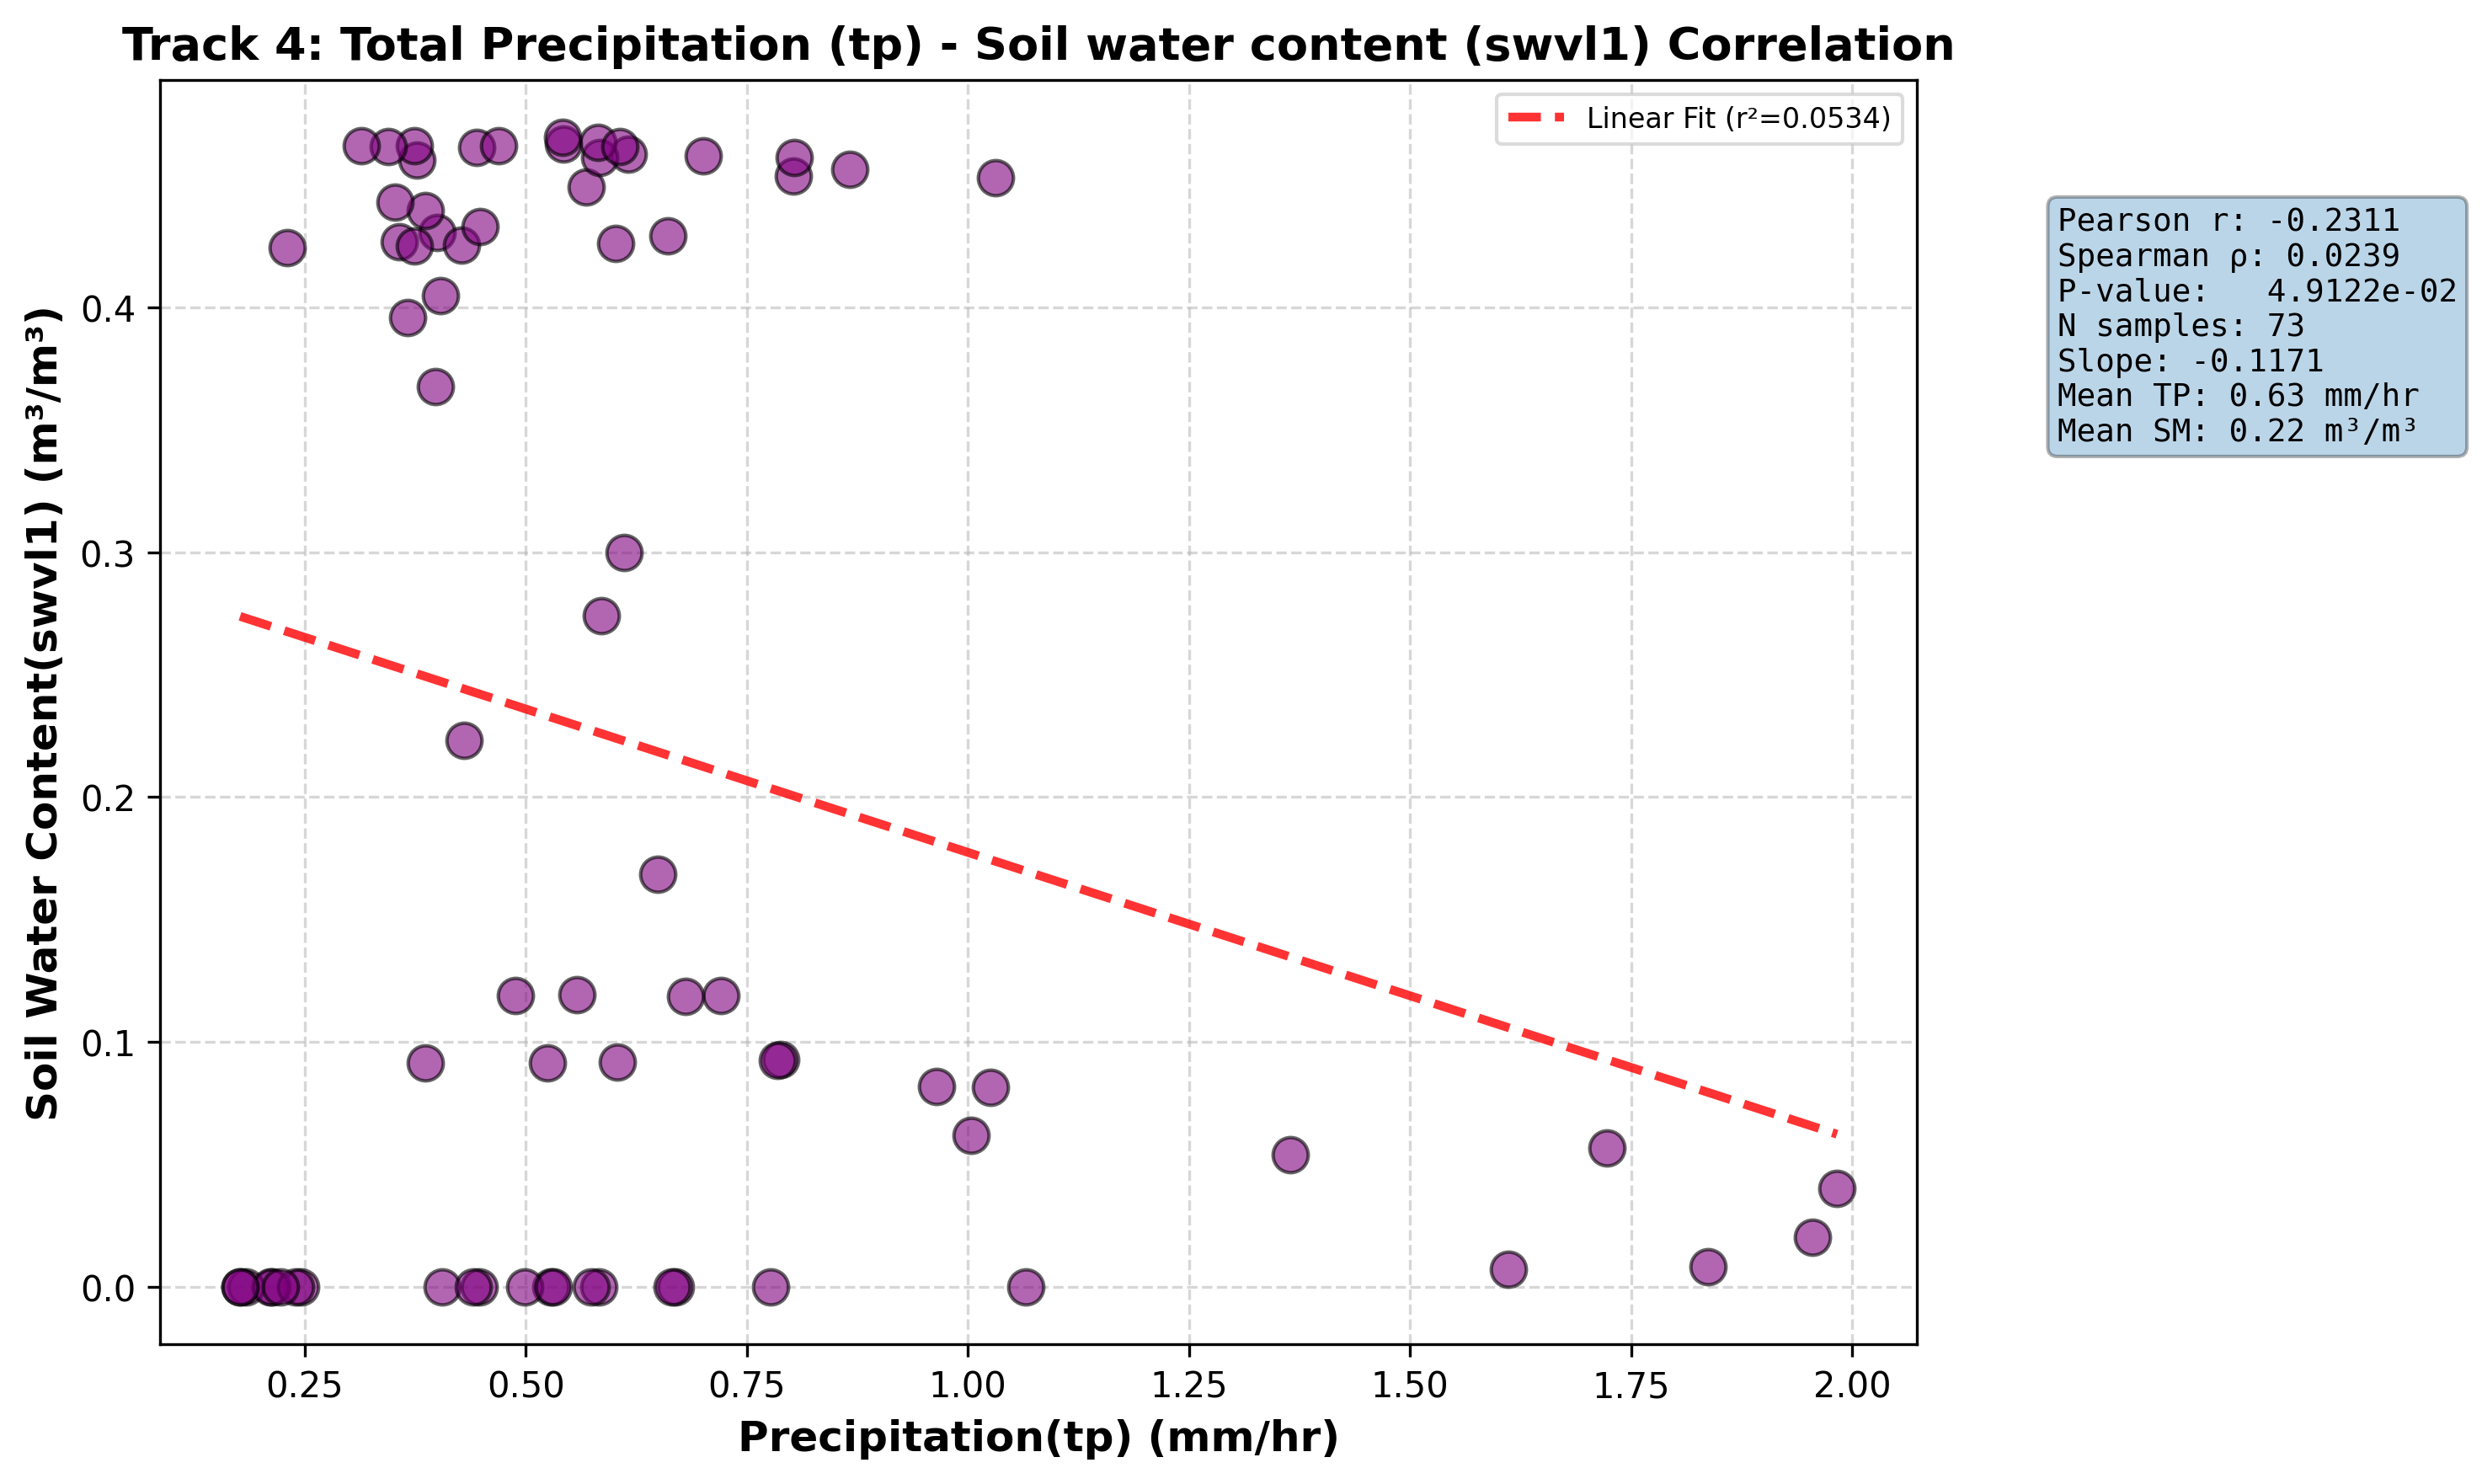 Track 4: Total Precipitation (tp) - Soil water content (swvl1) Correlation
Linear Fit (r²=0.0534)
Pearson r: -0.2311
Spearman ρ: 0.0239
P-value:   4.9122e-02
N samples: 73
Slope: -0.1171
Mean TP: 0.63 mm/hr
Mean SM: 0.22 m³/m³
Soil Water Content(swvl1) (m³/m³)
0.4
0.3
0.2
0.1
0.0
0.25 0.50 0.75 1.00 1.25 1.50 1.75 2.00
Precipitation(tp) (mm/hr)